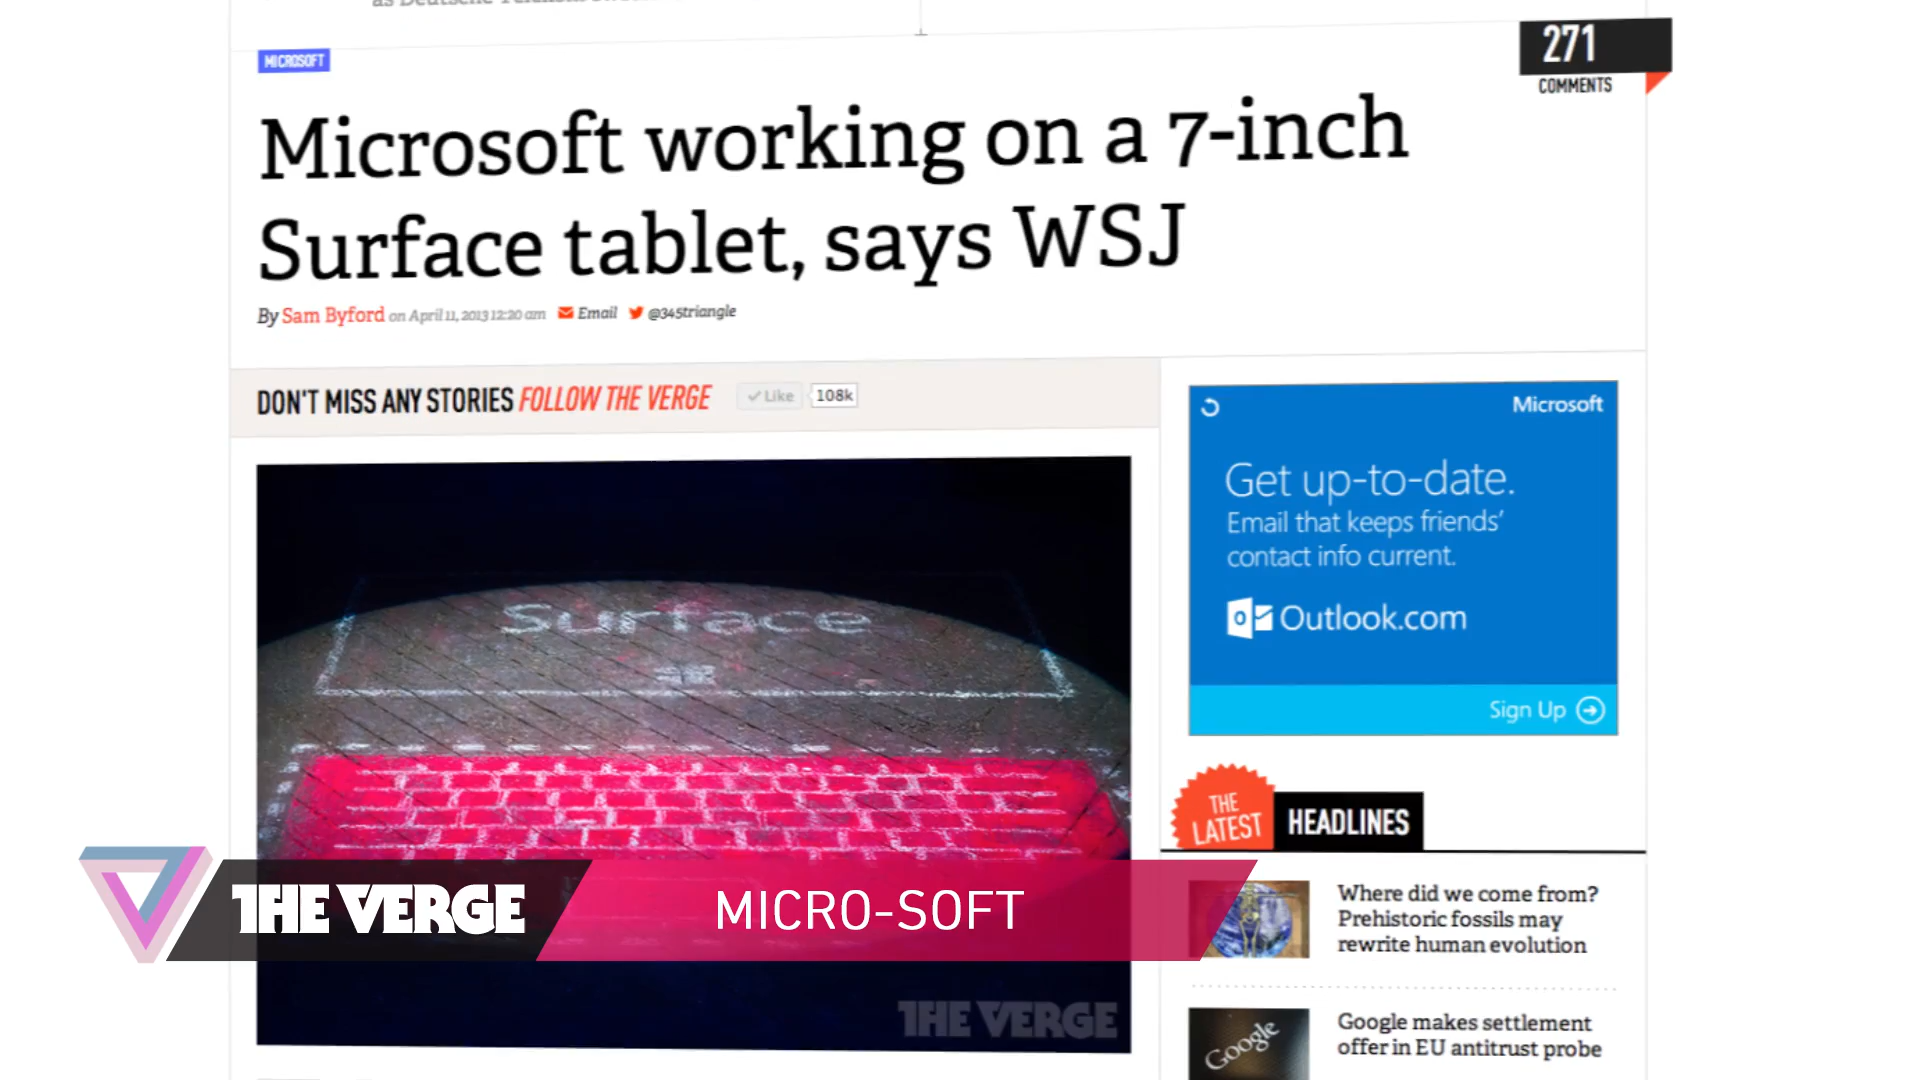 MICROSOFT
271
COMMENTS
Microsoft working on a 7-inch
Surface tablet, says WSJ
By Sam Byford on April 11, 2013 12:20 am Email @345triangle
DON'T MISS ANY STORIES FOLLOW THE VERGE Like 108k
Microsoft
Get up-to-date.
Email that keeps friends'
contact info current.
Outlook.com
Sign Up
Surface
THE LATEST
HEADLINES
THE VERGE
MICRO-SOFT
Where did we come from?
Prehistoric fossils may
rewrite human evolution
THE VERGE
Google
Google makes settlement
offer in EU antitrust probe